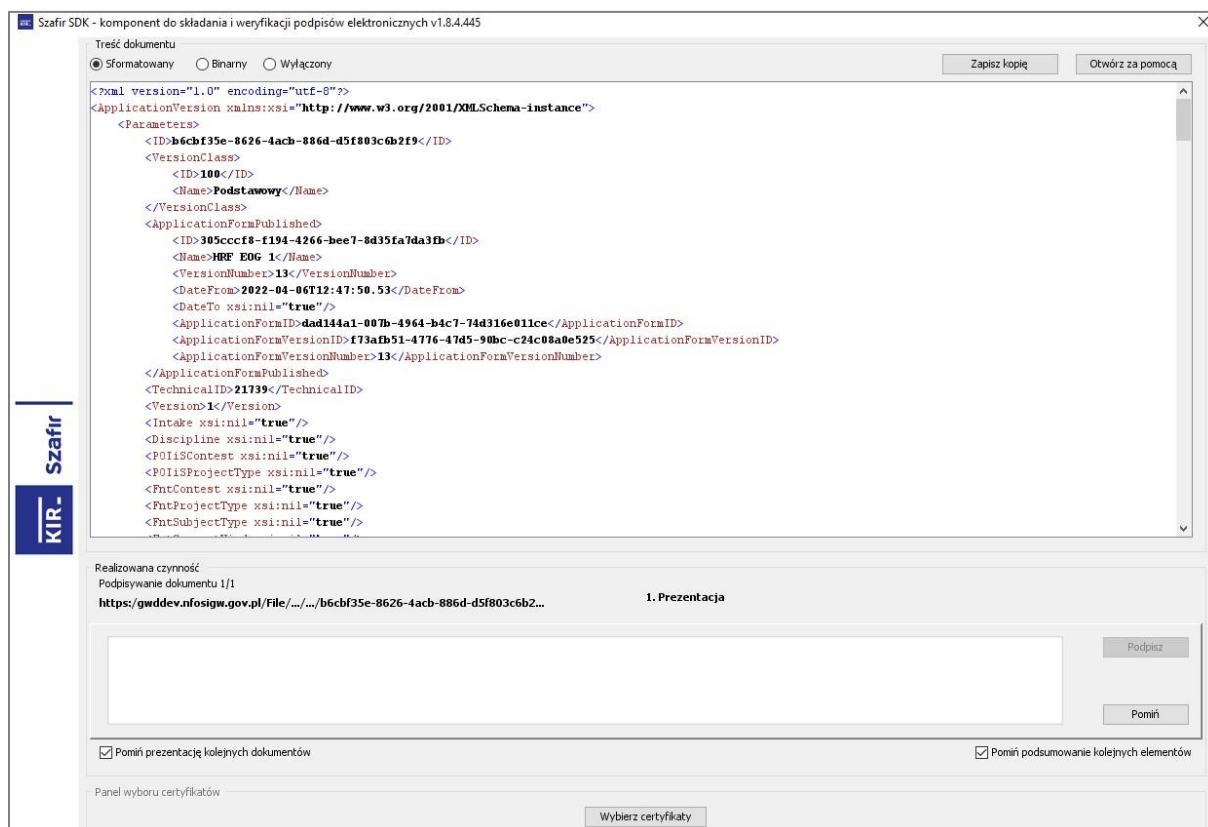 Szafir SDK - komponent do składania i weryfikacji podpisów elektronicznych v1.8.4.445
Treść dokumentu
Sformatowany Binarny Wyłączony Zapisz kopię Otwórz za pomocą
<?xml version="1.0" encoding="utf-8"?>
<ApplicationVersion xmlns:xsi="http://www.w3.org/2001/XMLSchema-instance">
<Parameters>
<ID>b6cbf35e-8626-4acb-886d-d5f803c6b2f9</ID>
<VersionClass>
<ID>100</ID>
<Name>Podstawowy</Name>
</VersionClass>
<ApplicationFormPublished>
<ID>305cccf8-f194-4266-bee7-8d35fa7da3fb</ID>
<Name>HRF EOG 1</Name>
<VersionNumber>13</VersionNumber>
<DateFrom>2022-04-06T12:47:50.53</DateFrom>
<DateTo xsi:nil="true"/>
<ApplicationFormID>dad144a1-007b-4964-b4c7-74d316e011ce</ApplicationFormID>
<ApplicationFormVersionID>f73afb51-4776-47d5-90bc-c24c08a0e525</ApplicationFormVersionID>
<ApplicationFormVersionNumber>13</ApplicationFormVersionNumber>
</ApplicationFormPublished>
<TechnicalID>21739</TechnicalID>
<Version>1</Version>
<Intake xsi:nil="true"/>
<Discipline xsi:nil="true"/>
<POIiSContest xsi:nil="true"/>
<POIiSProjectType xsi:nil="true"/>
<FntContest xsi:nil="true"/>
<FntProjectType xsi:nil="true"/>
<FntSubjectType xsi:nil="true"/>
KIR. Szafir
Realizowana czynność
Podpisywanie dokumentu 1/1
https:/gwddev.nfosigw.gov.pl/File/.../.../b6cbf35e-8626-4acb-886d-d5f803c6b2... 1. Prezentacja
Podpisz
Pomiń
Pomiń prezentację kolejnych dokumentów Pomiń podsumowanie kolejnych elementów
Panel wyboru certyfikatów
Wybierz certyfikaty